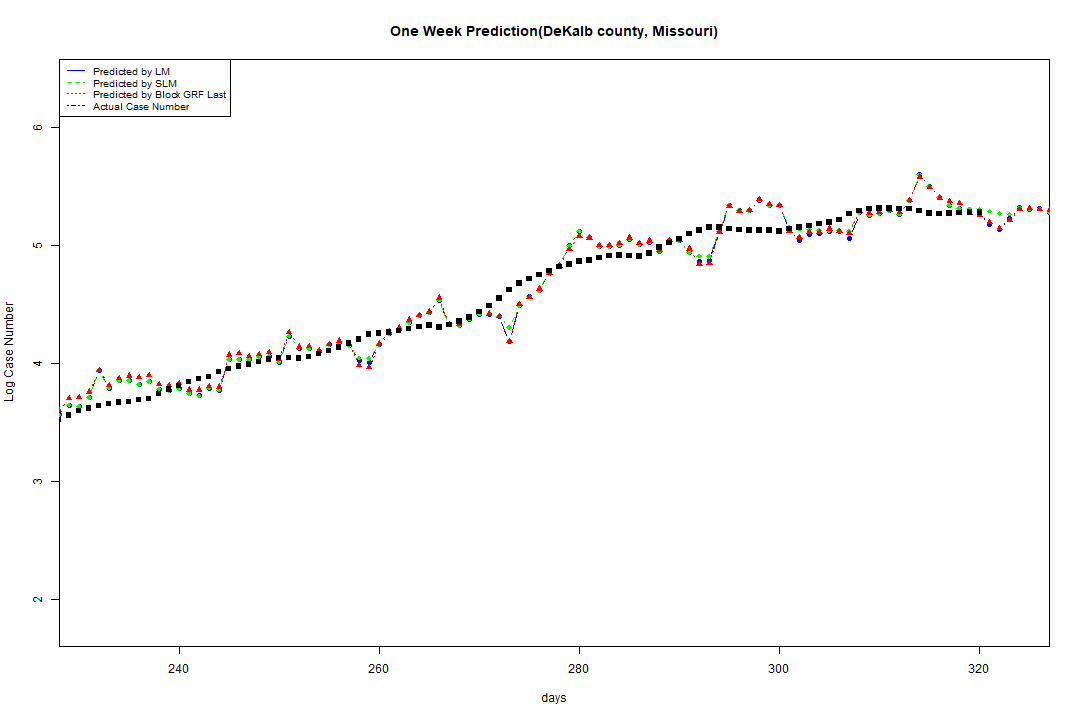 One Week Prediction(DeKalb county, Missouri)
Predicted by LM
Predicted by SLM
Predicted by Block GRF Last
Actual Case Number
6
5
4
3
2
Log Case Number
240 260 280 300 320
days